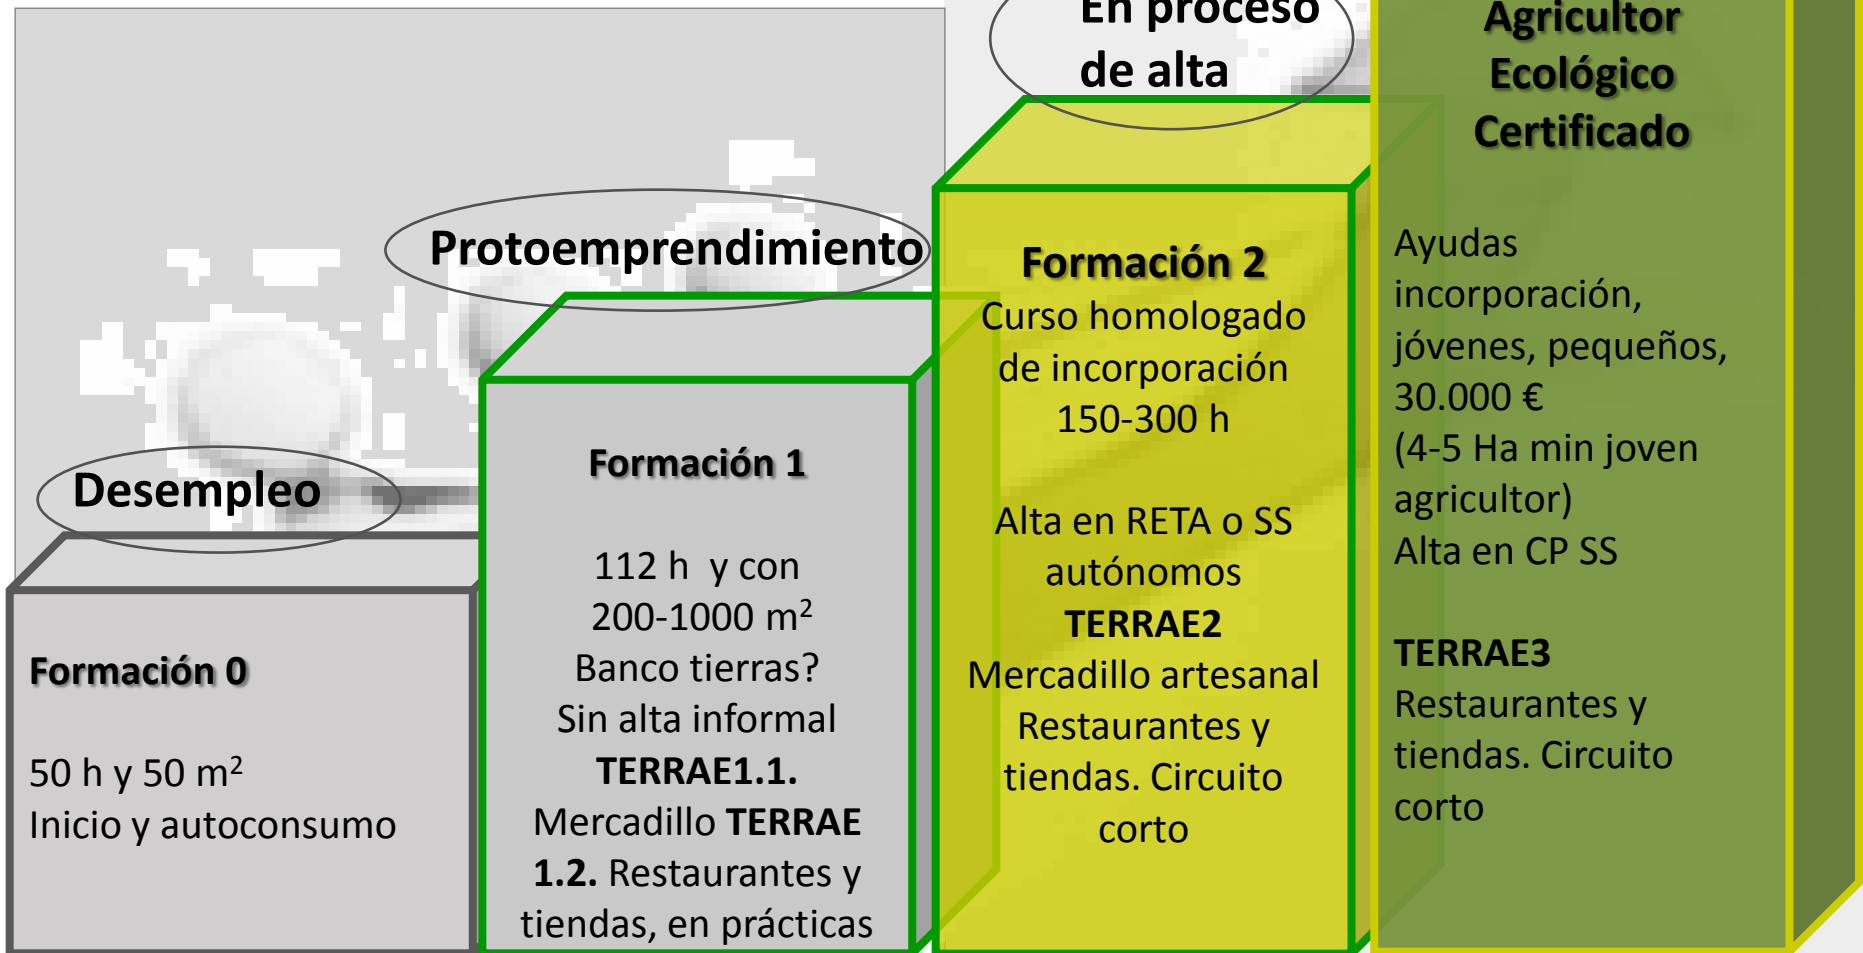 En proceso
de alta
Agricultor
Ecológico
Certificado
Protoemprendimiento
Desempleo
Formación 0
50 h y 50 m²
Inicio y autoconsumo
Formación 1
112 h y con
200-1000 m²
Banco tierras?
Sin alta informal
TERRAE1.1.
Mercadillo TERRAE
1.2. Restaurantes y
tiendas, en prácticas
Formación 2
Curso homologado
de incorporación
150-300 h
Alta en RETA o SS
autónomos
TERRAE2
Mercadillo artesanal
Restaurantes y
tiendas. Circuito
corto
Ayudas
incorporación,
jóvenes, pequeños,
30.000 €
(4-5 Ha min joven
agricultor)
Alta en CP SS
TERRAE3
Restaurantes y
tiendas. Circuito
corto